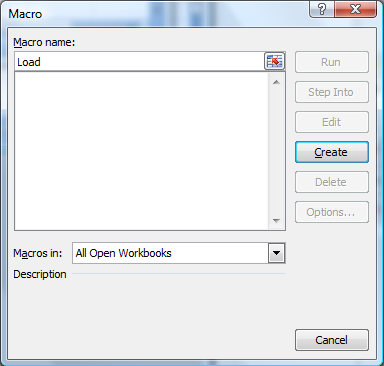 Macro
?
Macro name:
Load
Run
Step Into
Edit
Create
Delete
Options...
Macros in:
All Open Workbooks
Description
Cancel